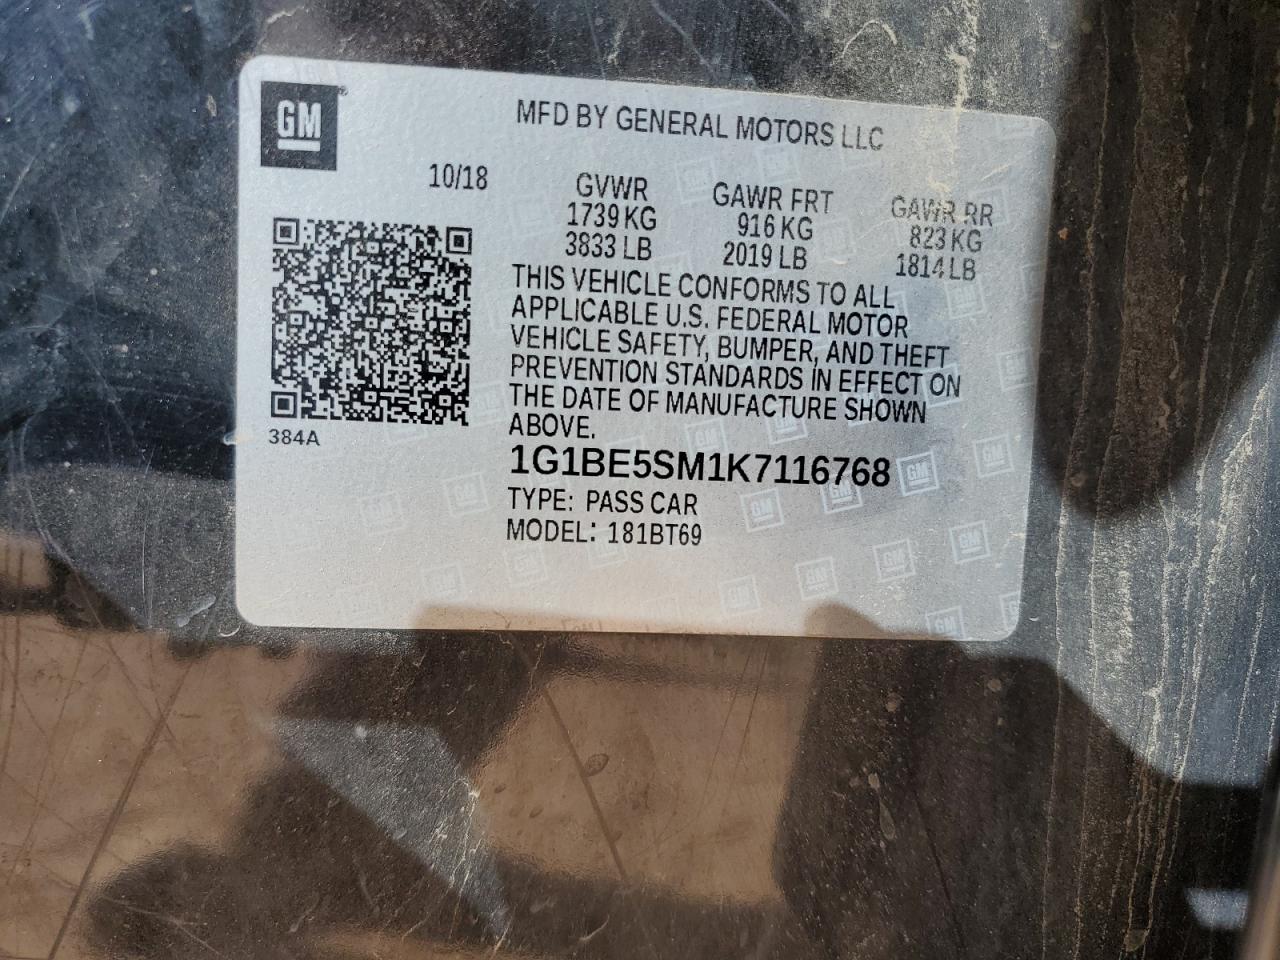 GM
MFD BY GENERAL MOTORS LLC
10/18
GVWR
1739 KG
3833 LB
GAWR FRT
916 KG
2019 LB
GAWR RR
823 KG
1814 LB
THIS VEHICLE CONFORMS TO ALL
APPLICABLE U.S. FEDERAL MOTOR
VEHICLE SAFETY, BUMPER, AND THEFT
PREVENTION STANDARDS IN EFFECT ON
THE DATE OF MANUFACTURE SHOWN
ABOVE.
384A
1G1BE5SM1K7116768
TYPE: PASS CAR
MODEL: 181BT69